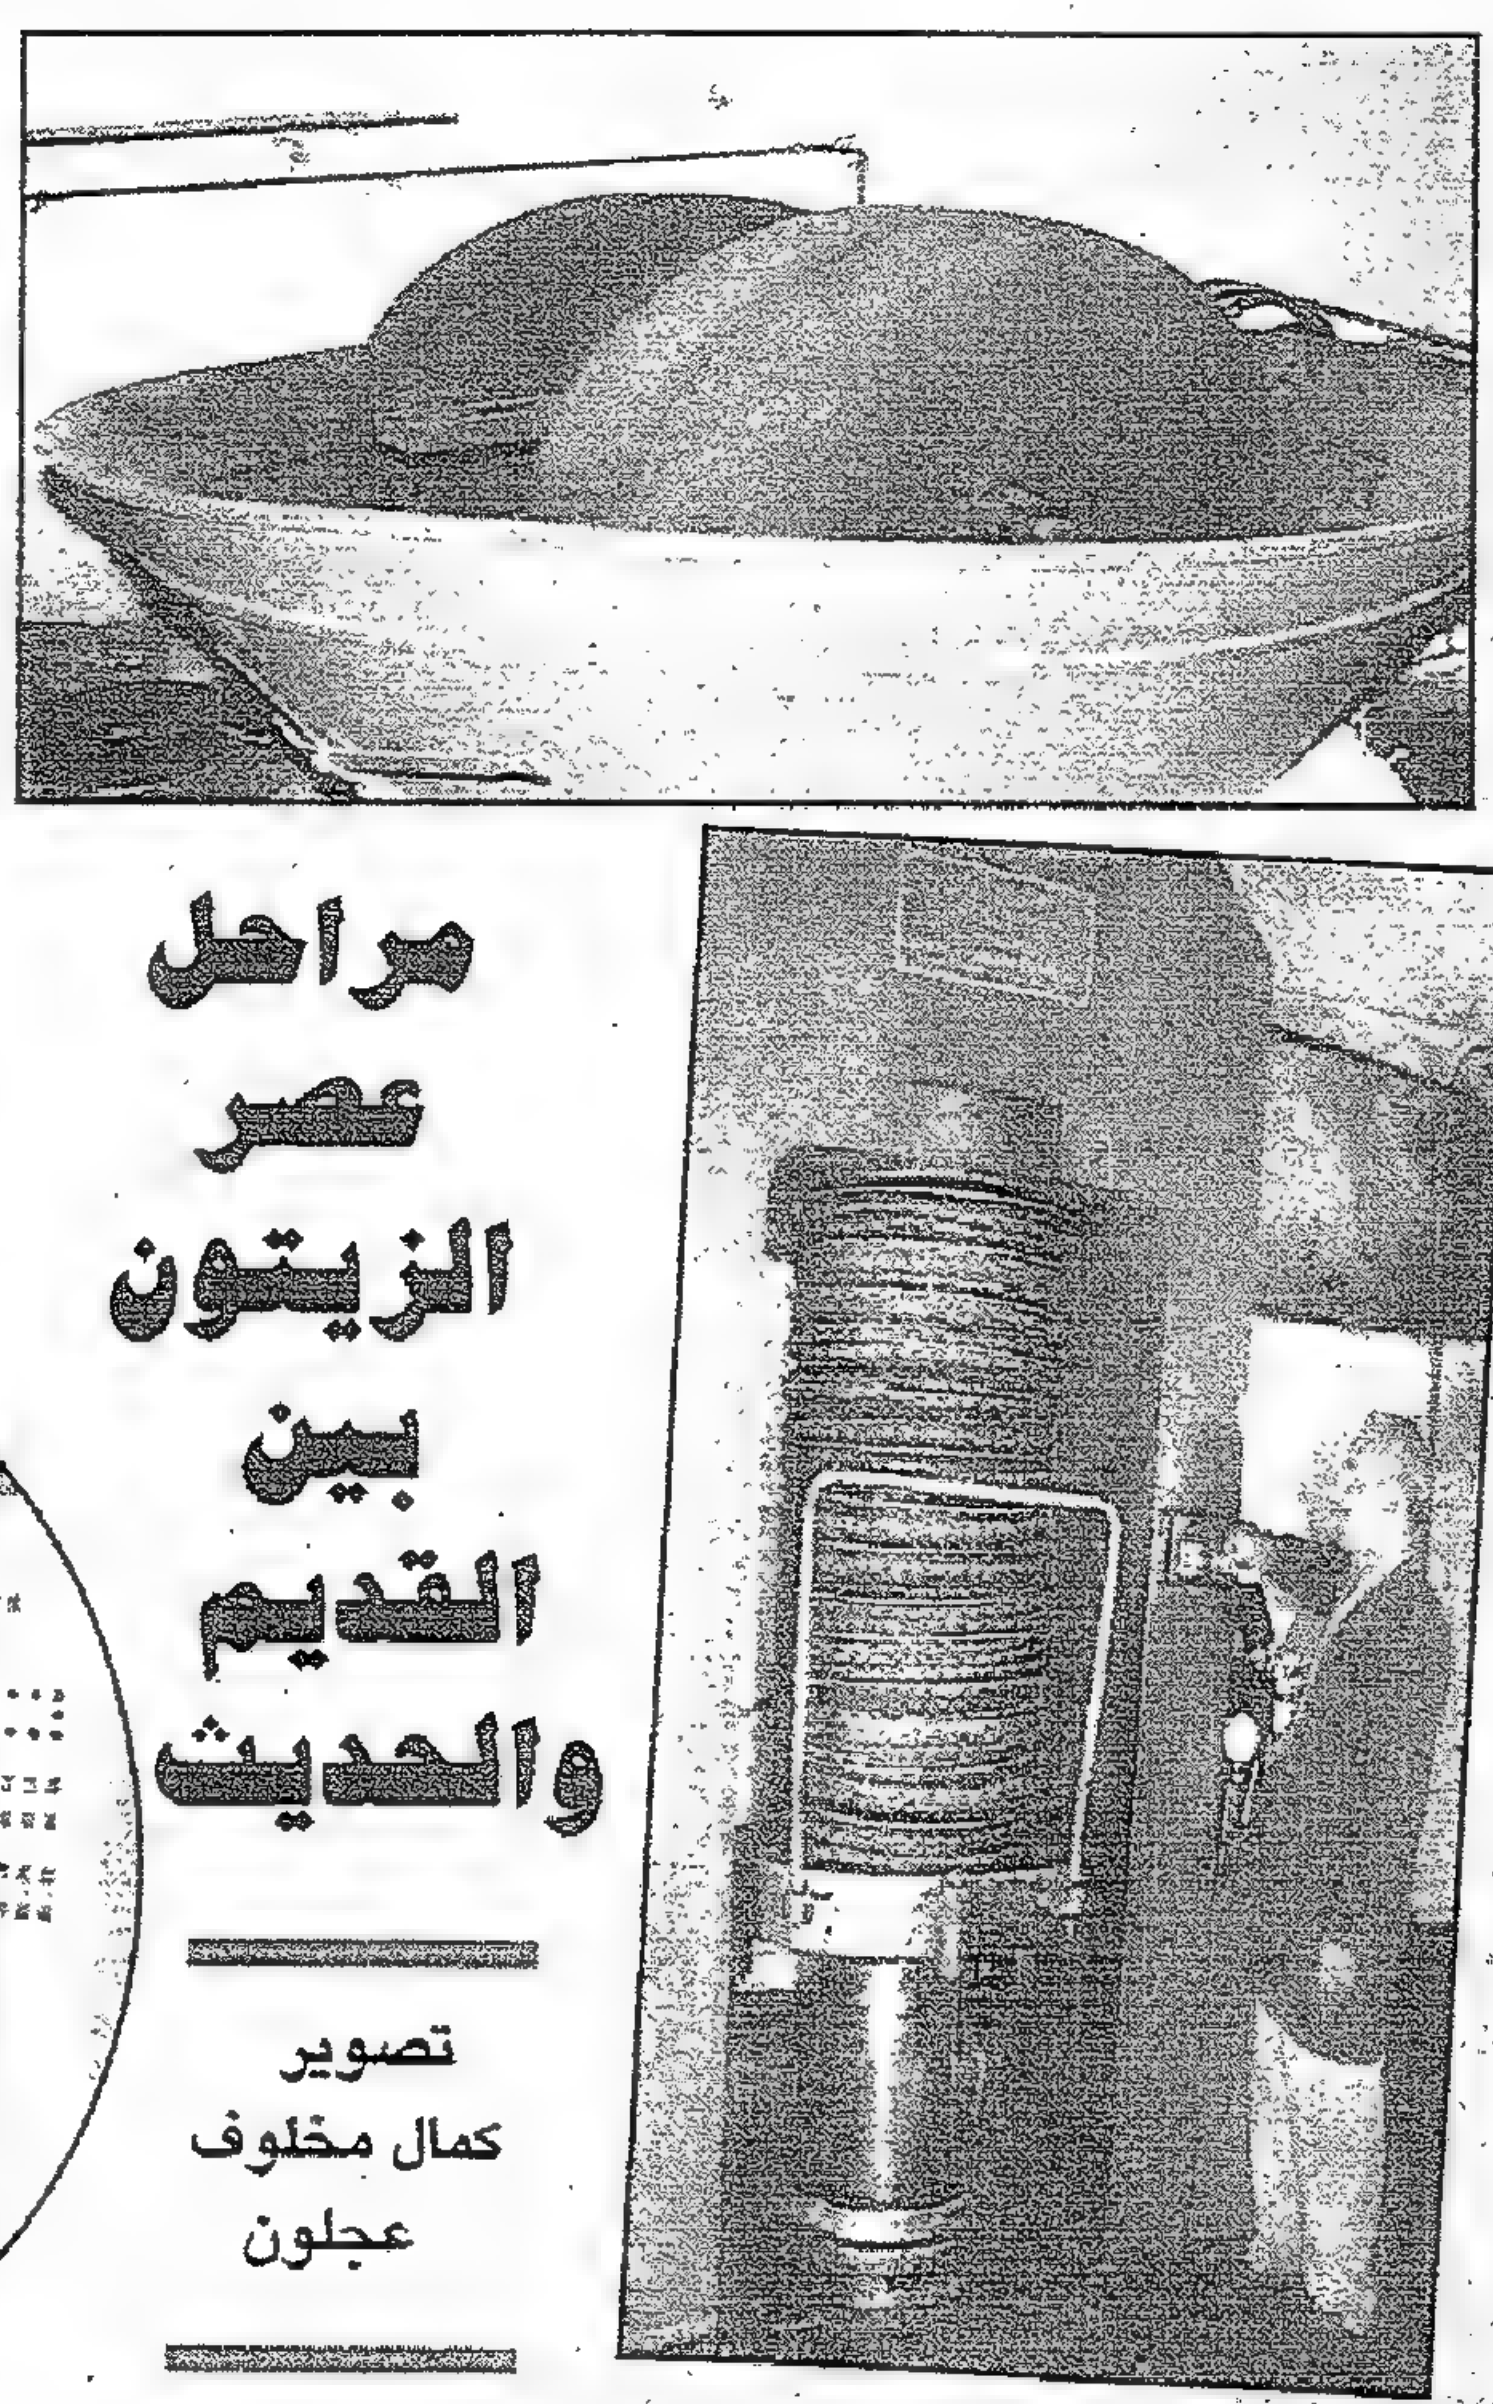 مراحل
عصر
الزيتون
بين
القديم
والحديث
تصوير
كمال مخلوف
عجلون